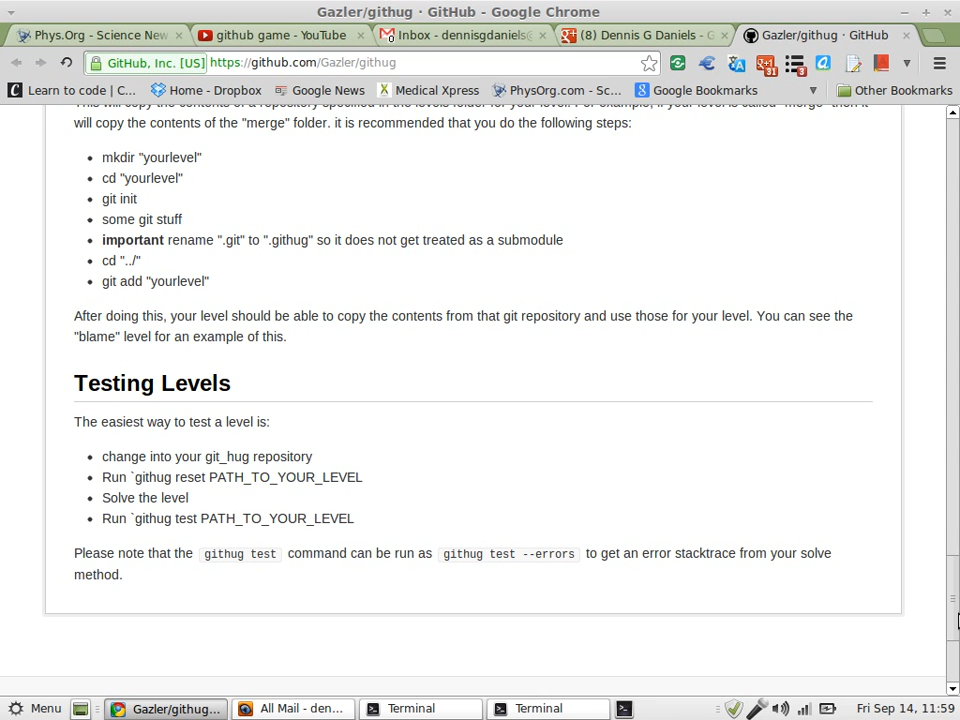 Gazler/githug · GitHub - Google Chrome
Phys.Org - Science New
github game - YouTube
Inbox - dennisgdaniels@
(8) Dennis G Daniels - G
Gazler/githug · GitHub
GitHub, Inc. [US] https://github.com/Gazler/githug
Learn to code | C...
Home - Dropbox
Google News
Medical Xpress
PhysOrg.com - Sc...
Google Bookmarks
Other Bookmarks
will copy the contents of the "merge" folder. it is recommended that you do the following steps:
mkdir "yourlevel"
cd "yourlevel"
git init
some git stuff
important rename ".git" to ".githug" so it does not get treated as a submodule
cd "../"
git add "yourlevel"
After doing this, your level should be able to copy the contents from that git repository and use those for your level. You can see the
"blame" level for an example of this.
Testing Levels
The easiest way to test a level is:
change into your git_hug repository
Run `githug reset PATH_TO_YOUR_LEVEL
Solve the level
Run `githug test PATH_TO_YOUR_LEVEL
Please note that the githug test command can be run as githug test --errors to get an error stacktrace from your solve
method.
Menu
Gazler/githug...
All Mail - den...
Terminal
Terminal
Fri Sep 14, 11:59